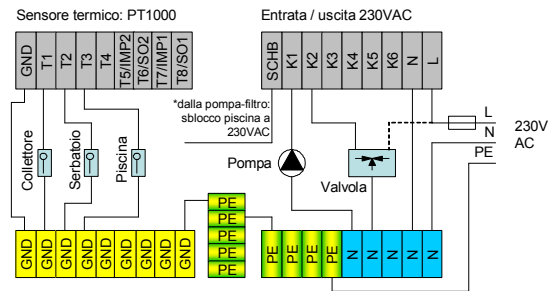 Sensore termico: PT1000
Entrata / uscita 230VAC
GND
T1
T2
T3
T4
T5/IMP2
T6/SO2
T7/IMP1
T8/SO1
SCHB
K1
K2
K3
K4
K5
K6
N
L
*dalla pompa-filtro:
sblocco piscina a
230VAC
L
N
PE
230V
AC
Collettore
Serbatoio
Piscina
Pompa
Valvola
PE
PE
PE
PE
PE
GND
GND
GND
GND
GND
GND
GND
GND
PE
PE
PE
PE
N
N
N
N
N